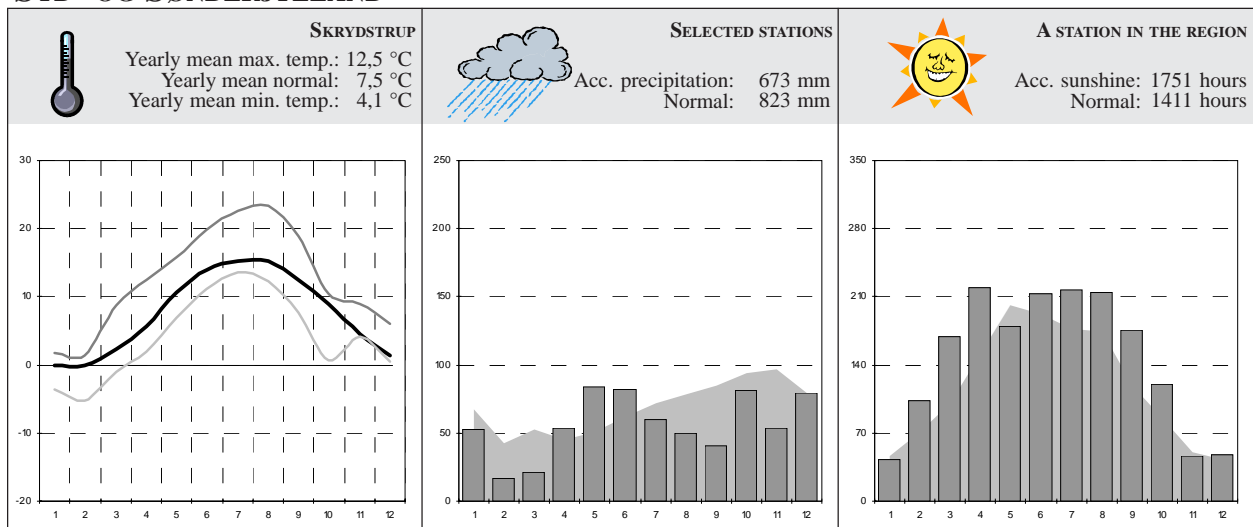 SKRYDSTRUP
Yearly mean max. temp.: 12,5 °C
Yearly mean normal: 7,5 °C
Yearly mean min. temp.: 4,1 °C
SELECTED STATIONS
Acc. precipitation: 673 mm
Normal: 823 mm
A STATION IN THE REGION
Acc. sunshine: 1751 hours
Normal: 1411 hours
30
20
10
0
-10
-20
1 2 3 4 5 6 7 8 9 10 11 12
250
200
150
100
50
0
1 2 3 4 5 6 7 8 9 10 11 12
350
280
210
140
70
0
1 2 3 4 5 6 7 8 9 10 11 12